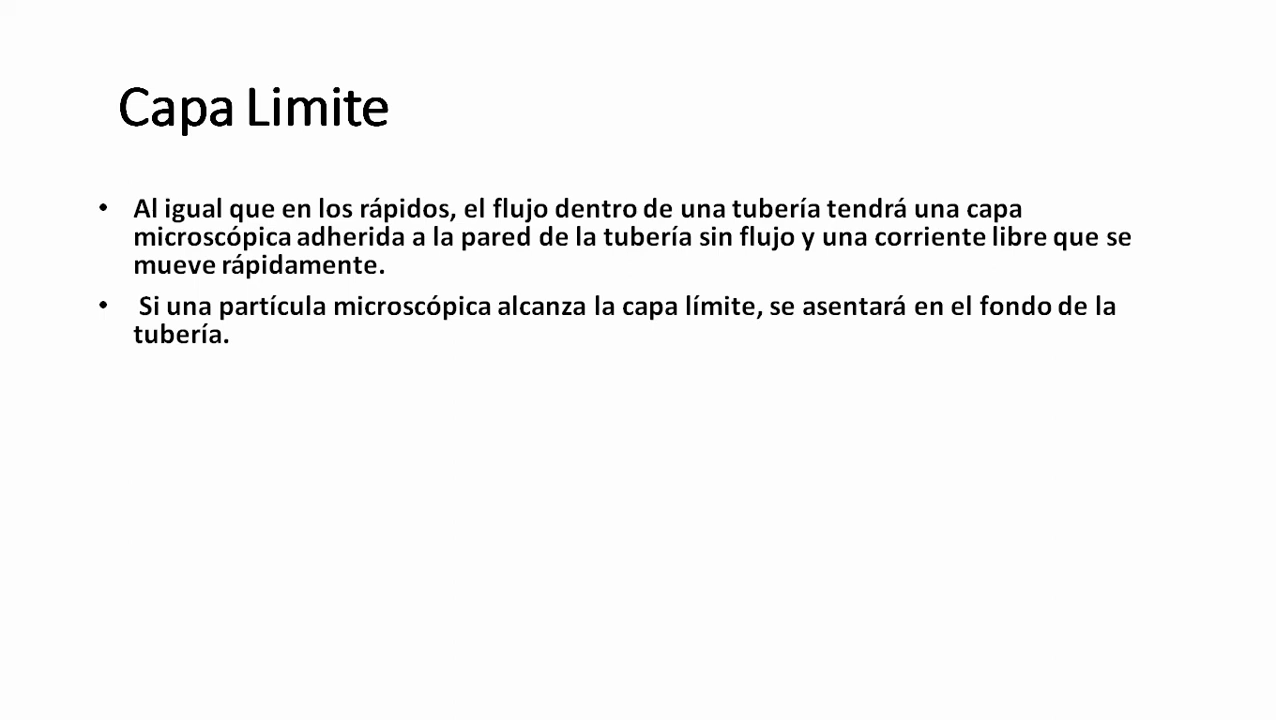 Capa Limite
• Al igual que en los rápidos, el flujo dentro de una tubería tendrá una capa
microscópica adherida a la pared de la tubería sin flujo y una corriente libre que se
mueve rápidamente.
• Si una partícula microscópica alcanza la capa límite, se asentará en el fondo de la
tubería.